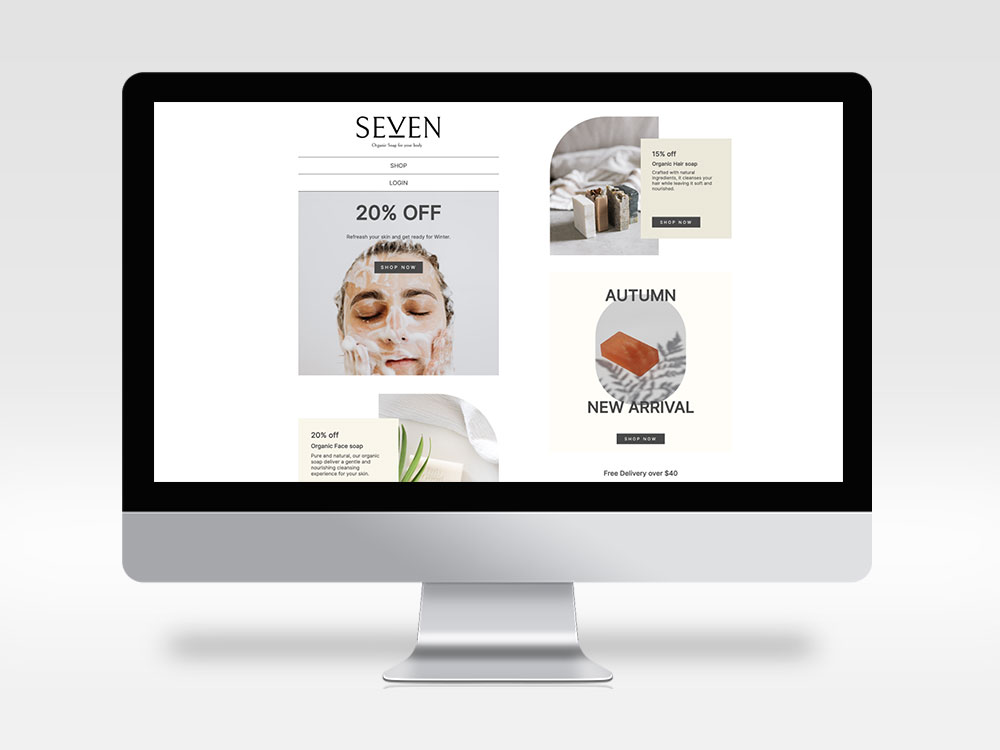 SEVEN
Organic Soap for your body
SHOP
LOGIN
20% OFF
Refreash your skin and get ready for Winter.
SHOP NOW
20% off
Organic Face soap
Pure and natural, our organic
soap deliver a gentle and
nourishing cleansing
experience for your skin.
15% off
Organic Hair soap
Crafted with natural
ingredients, it cleanses your
hair while leaving it soft and
nourished.
SHOP NOW
AUTUMN
NEW ARRIVAL
SHOP NOW
Free Delivery over $40